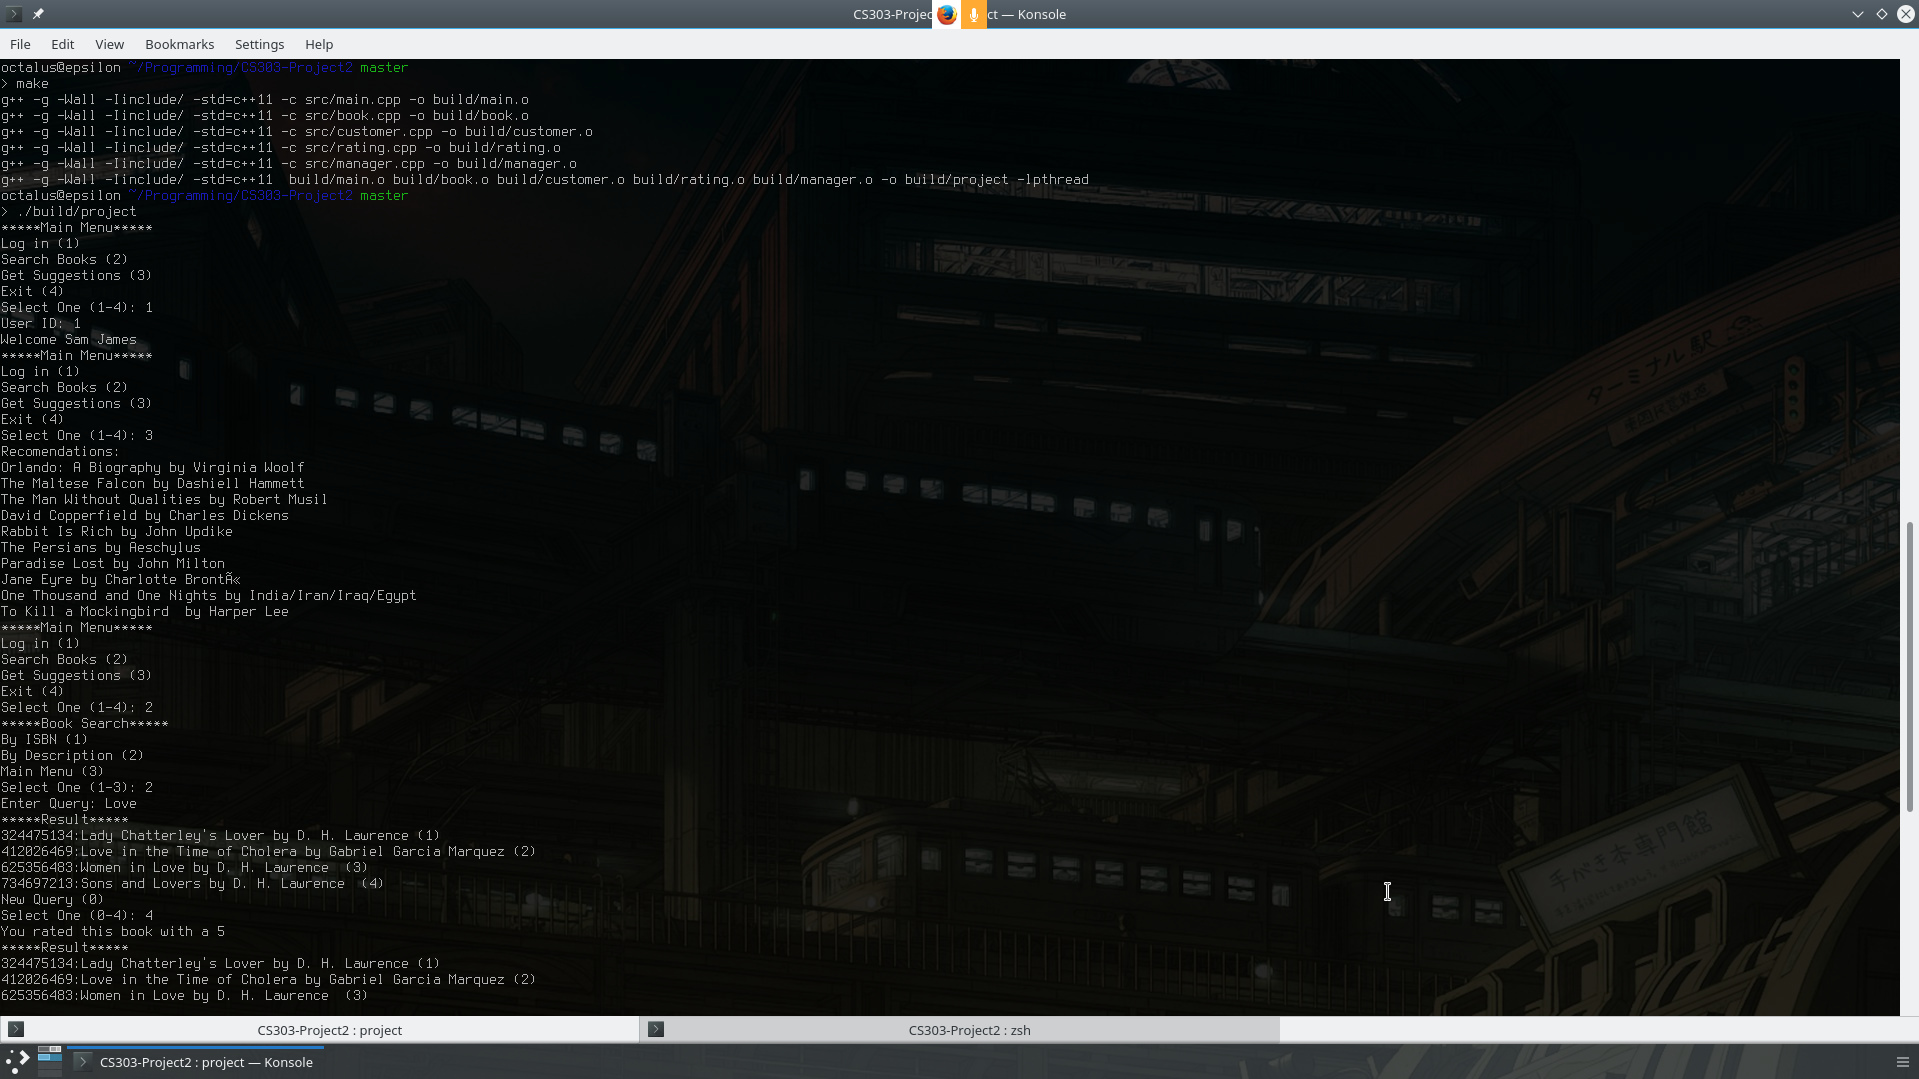 CS303-Projec ct — Konsole
File Edit View Bookmarks Settings Help
octalus@epsilon ~/Programming/CS303-Project2 master
> make
g++ -g -Wall -Iinclude/ -std=c++11 -c src/main.cpp -o build/main.o
g++ -g -Wall -Iinclude/ -std=c++11 -c src/book.cpp -o build/book.o
g++ -g -Wall -Iinclude/ -std=c++11 -c src/customer.cpp -o build/customer.o
g++ -g -Wall -Iinclude/ -std=c++11 -c src/rating.cpp -o build/rating.o
g++ -g -Wall -Iinclude/ -std=c++11 -c src/manager.cpp -o build/manager.o
g++ -g -Wall -Iinclude/ -std=c++11  build/main.o build/book.o build/customer.o build/rating.o build/manager.o -o build/project -lpthread
octalus@epsilon ~/Programming/CS303-Project2 master
> ./build/project
*****Main Menu*****
Log in (1)
Search Books (2)
Get Suggestions (3)
Exit (4)
Select One (1-4): 1
User ID: 1
Welcome Sam James
*****Main Menu*****
Log in (1)
Search Books (2)
Get Suggestions (3)
Exit (4)
Select One (1-4): 3
Recomendations:
Orlando: A Biography by Virginia Woolf
The Maltese Falcon by Dashiell Hammett
The Man Without Qualities by Robert Musil
David Copperfield by Charles Dickens
Rabbit Is Rich by John Updike
The Persians by Aeschylus
Paradise Lost by John Milton
Jane Eyre by Charlotte BrontÃ«
One Thousand and One Nights by India/Iran/Iraq/Egypt
To Kill a Mockingbird  by Harper Lee
*****Main Menu*****
Log in (1)
Search Books (2)
Get Suggestions (3)
Exit (4)
Select One (1-4): 2
*****Book Search*****
By ISBN (1)
By Description (2)
Main Menu (3)
Select One (1-3): 2
Enter Query: Love
*****Result*****
324475134:Lady Chatterley's Lover by D. H. Lawrence (1)
412026469:Love in the Time of Cholera by Gabriel Garcia Marquez (2)
625356483:Women in Love by D. H. Lawrence  (3)
734697213:Sons and Lovers by D. H. Lawrence  (4)
New Query (0)
Select One (0-4): 4
You rated this book with a 5
*****Result*****
324475134:Lady Chatterley's Lover by D. H. Lawrence (1)
412026469:Love in the Time of Cholera by Gabriel Garcia Marquez (2)
625356483:Women in Love by D. H. Lawrence  (3)
ターミナル駅
手がき本専門館
CS303-Project2 : project
CS303-Project2 : zsh
CS303-Project2 : project — Konsole